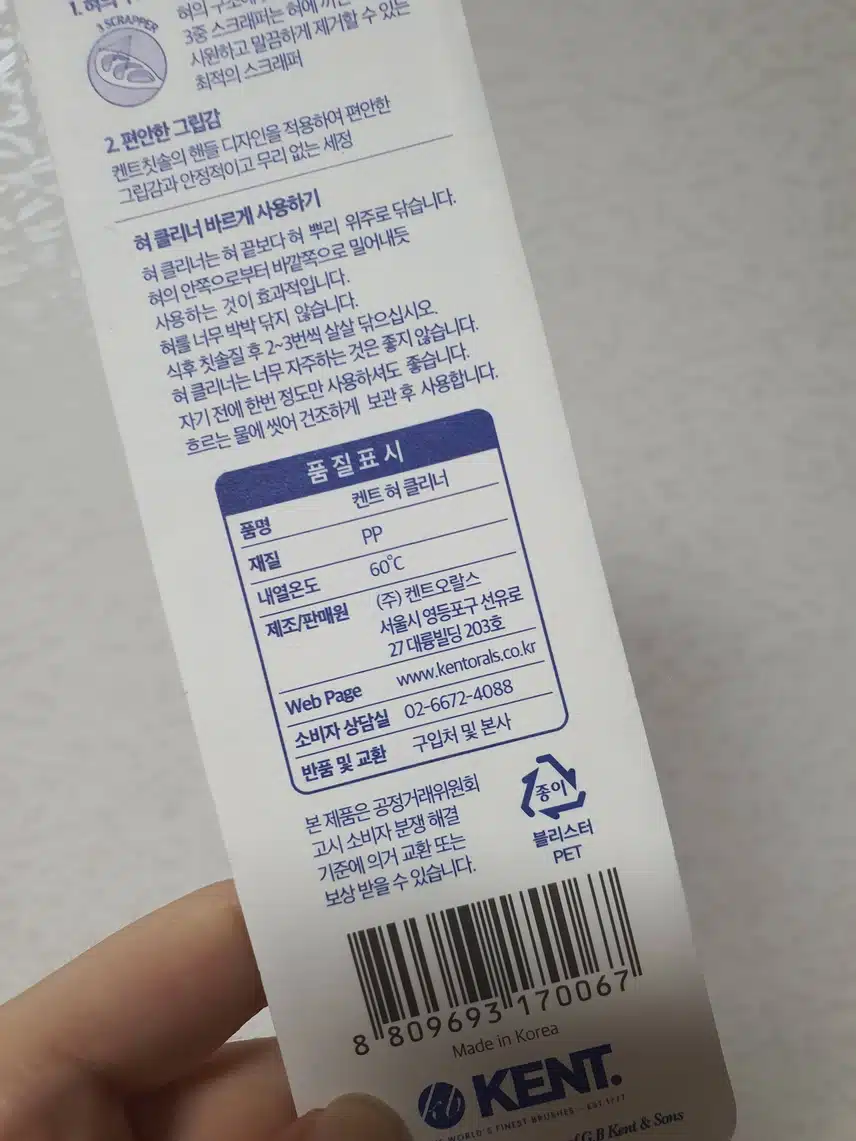 1. 혀의
3 SCRAPPER
혀의
3중 스크래퍼는 혀에
시원하고 말끔하게 제거할 수 있는
최적의 스크래퍼
2. 편안한 그립감
켄트칫솔의 핸들 디자인을 적용하여 편안한
그립감과 안정적이고 무리 없는 세정
혀 클리너 바르게 사용하기
혀 클리너는 혀 끝보다 혀 뿌리 위주로 닦습니다.
혀의 안쪽으로부터 바깥쪽으로 밀어내듯
사용하는 것이 효과적입니다.
혀를 너무 박박 닦지 않습니다.
식후 칫솔질 후 2~3번씩 살살 닦으십시오.
혀 클리너는 너무 자주하는 것은 좋지 않습니다.
자기 전에 한번 정도만 사용하셔도 좋습니다.
흐르는 물에 씻어 건조하게 보관 후 사용합니다.
품질표시
품명 켄트 혀 클리너
재질 PP
내열온도 60℃
제조/판매원 (주) 켄트오랄스
서울시 영등포구 선유로
27 대륭빌딩 203호
Web Page www.kentorals.co.kr
소비자 상담실 02-6672-4088
반품 및 교환 구입처 및 본사
본 제품은 공정거래위원회
고시 소비자 분쟁 해결
기준에 의거 교환 또는
보상 받을 수 있습니다.
종이
블리스터
PET
8 809693 170067
Made in Korea
kb KENT.
WORLD'S FINEST BRUSHES - EST 1777
of G.B Kent & Sons